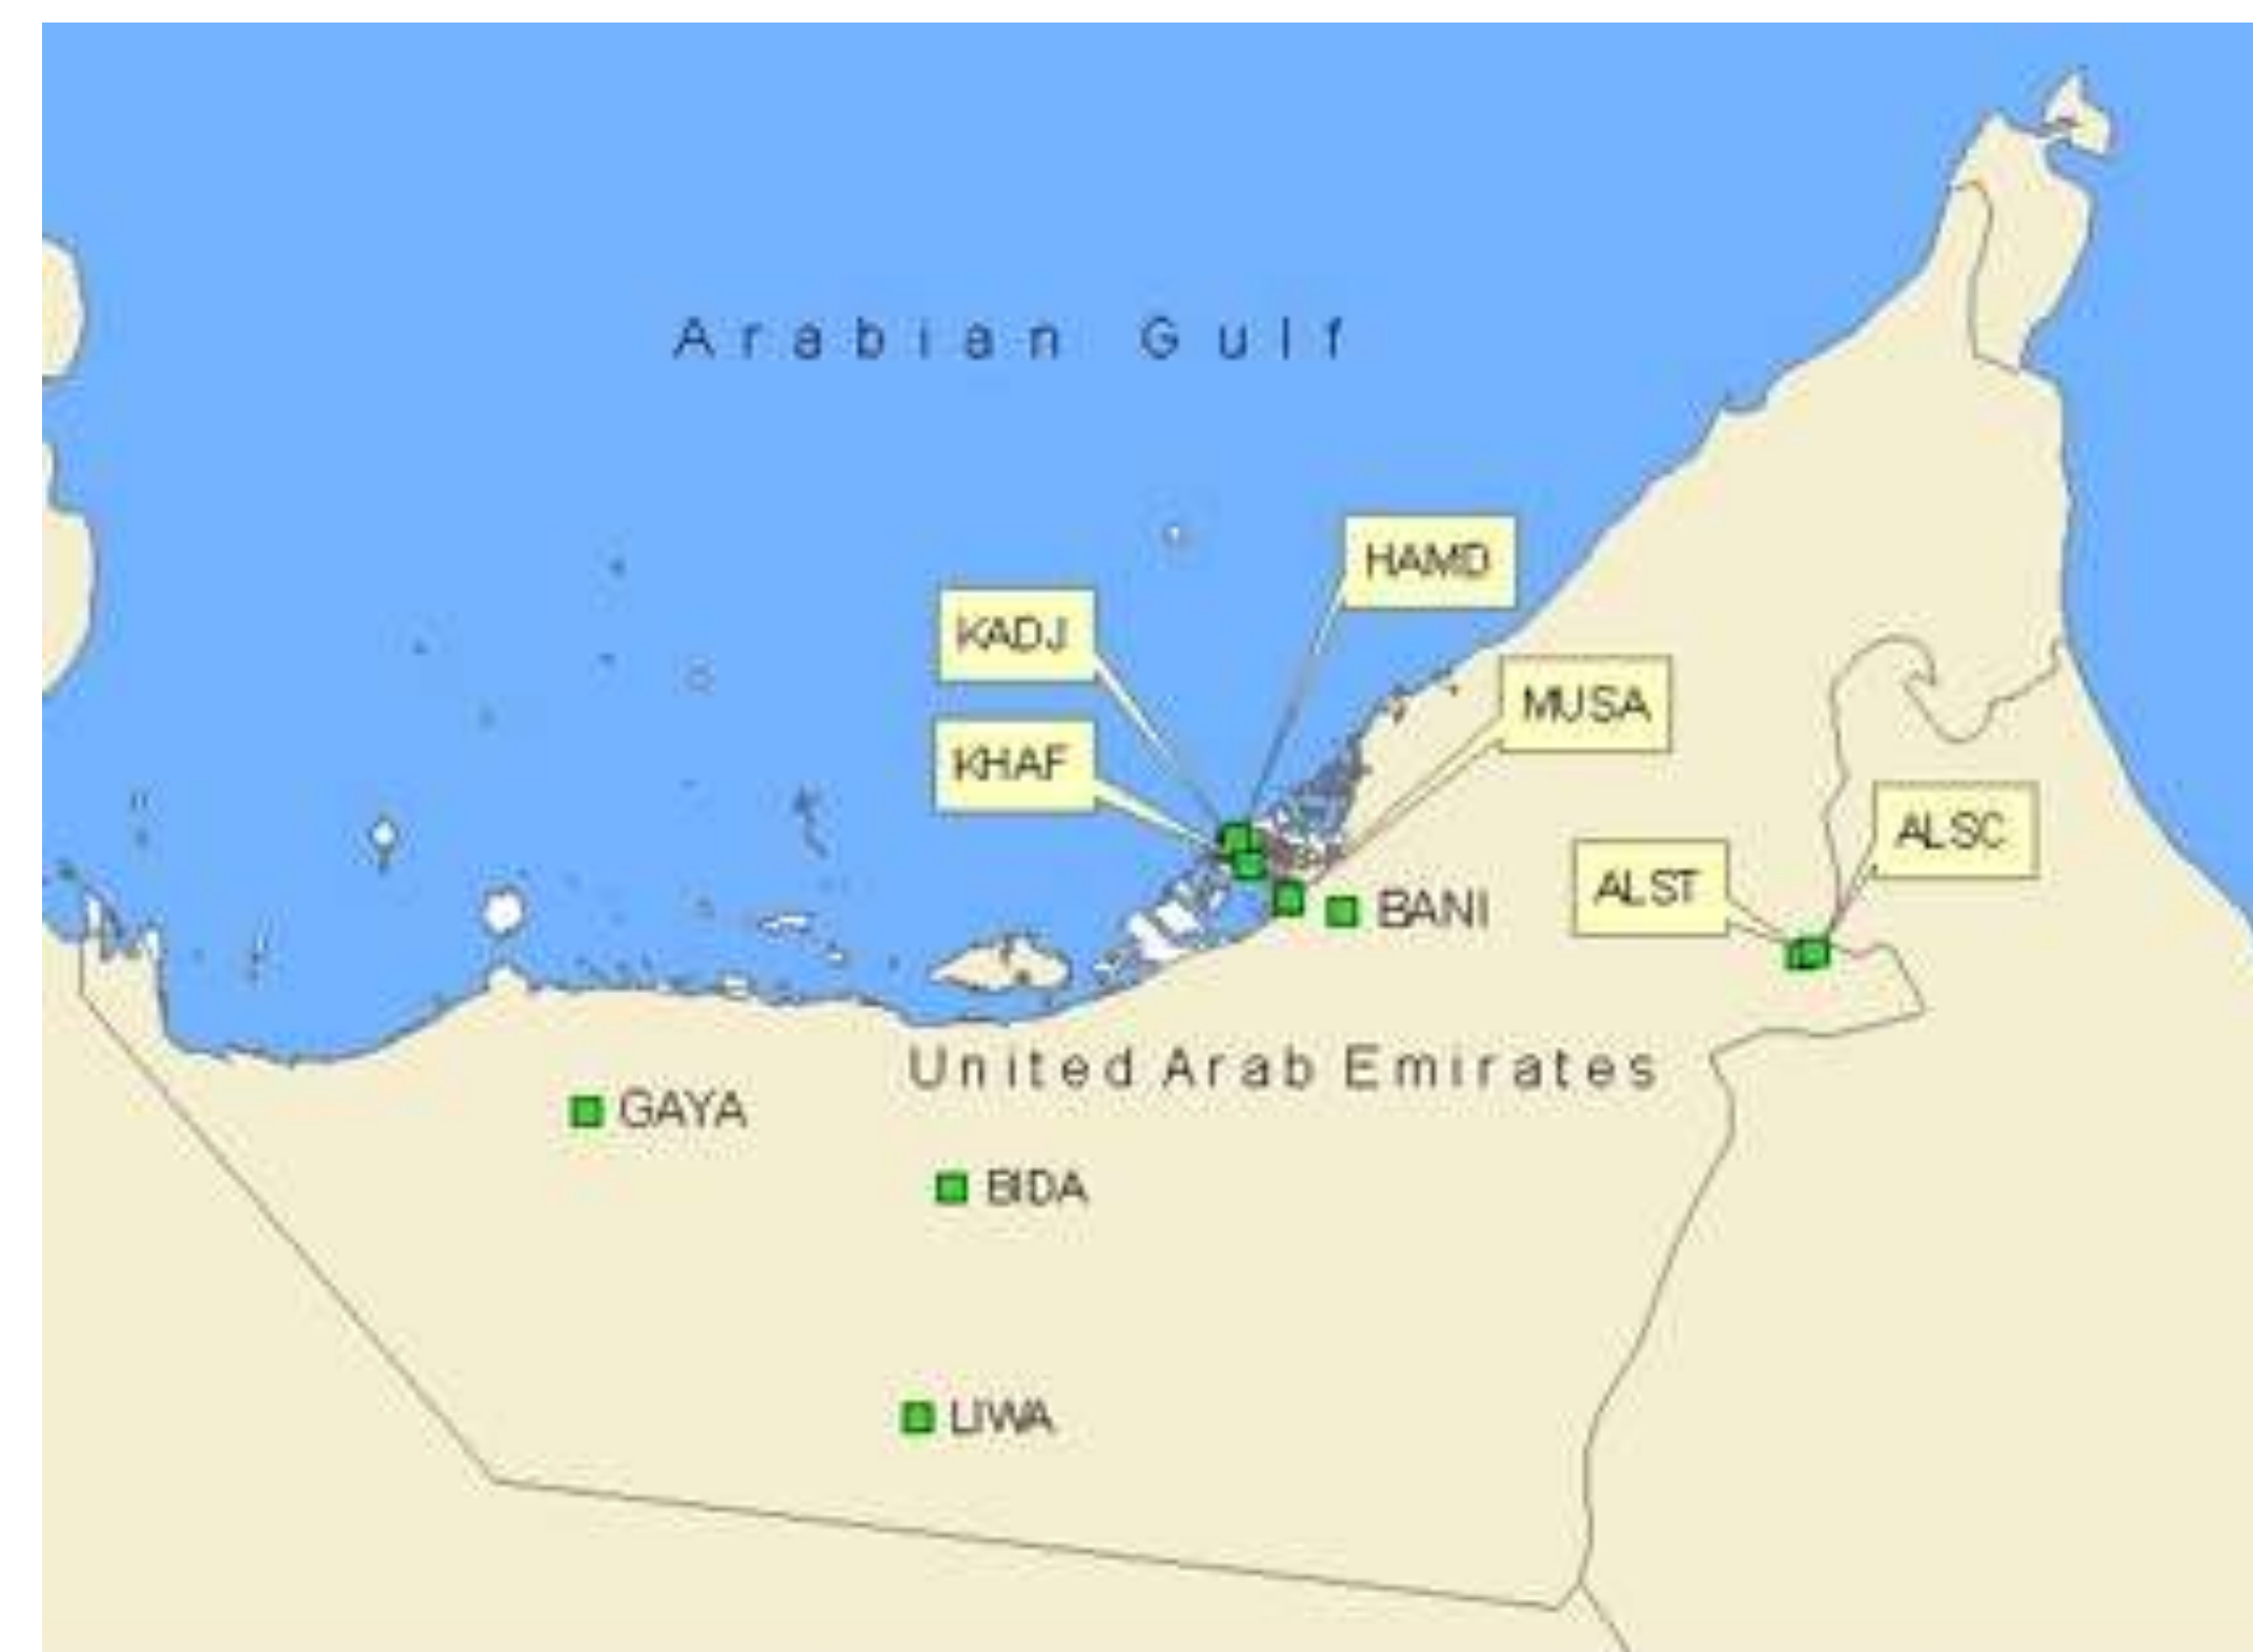 Arabian Gulf
HAMD
KADJ
MUSA
KHAF
ALSC
ALST
BANI
United Arab Emirates
GAYA
BIDA
LIWA